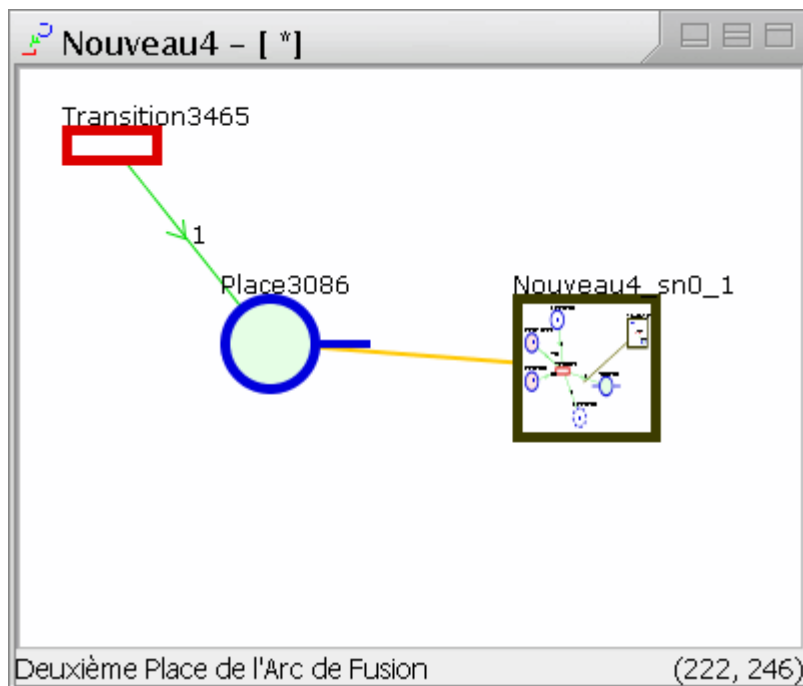 Nouveau4 – [ *]
Transition3465
1
Place3086
Nouveau4_sn0_1
Deuxième Place de l'Arc de Fusion (222, 246)